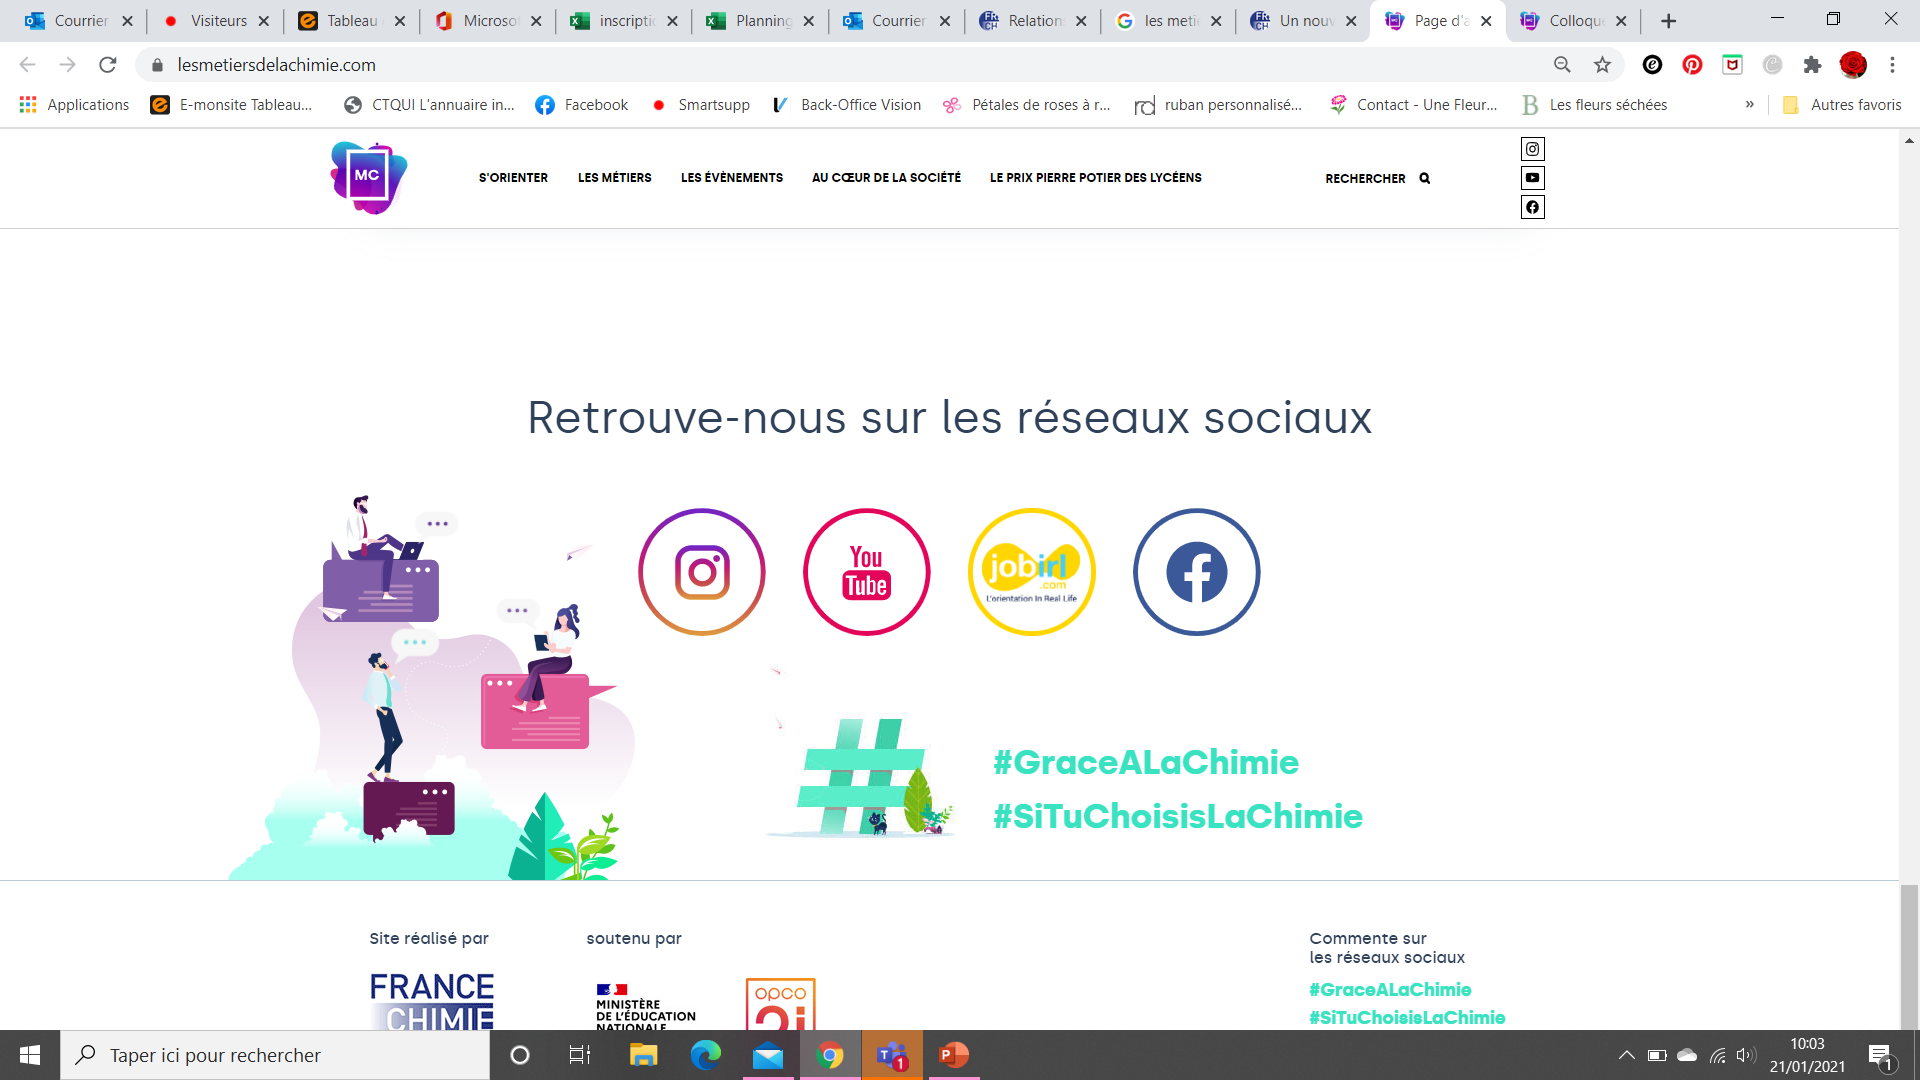 Courrier
Visiteurs
Tableau
Microso
inscripti
Planning
Courrier
Relation
les meti
Un nouv
Page d'a
Colloque
lesmetiersdelachimie.com
Applications
E-monsite Tableau...
CTQUI L'annuaire in...
Facebook
Smartsupp
Back-Office Vision
Pétales de roses à r...
ruban personnalisé...
Contact - Une Fleur...
Les fleurs séchées
»
Autres favoris
MC
S'ORIENTER
LES MÉTIERS
LES ÉVÈNEMENTS
AU CŒUR DE LA SOCIÉTÉ
LE PRIX PIERRE POTIER DES LYCÉENS
RECHERCHER
Retrouve-nous sur les réseaux sociaux
You
Tube
jobirl
.com
L'orientation In Real Life
#GraceALaChimie
#SiTuChoisisLaChimie
Site réalisé par
soutenu par
Commente sur
les réseaux sociaux
FRANCE
CHIMIE
MINISTÈRE
DE L'ÉDUCATION
NATIONALE
opco
2i
#GraceALaChimie
#SiTuChoisisLaChimie
Taper ici pour rechercher
10:03
21/01/2021
1
1